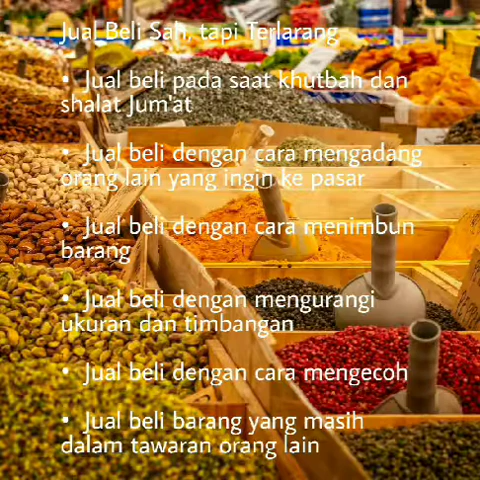 Jual Beli Sah, tapi Terlarang
• Jual beli pada saat khutbah dan
shalat Jum'at
• Jual beli dengan cara mengadang
orang lain yang ingin ke pasar
• Jual beli dengan cara menimbun
barang
• Jual beli dengan mengurangi
ukuran dan timbangan
• Jual beli dengan cara mengecoh
• Jual beli barang yang masih
dalam tawaran orang lain